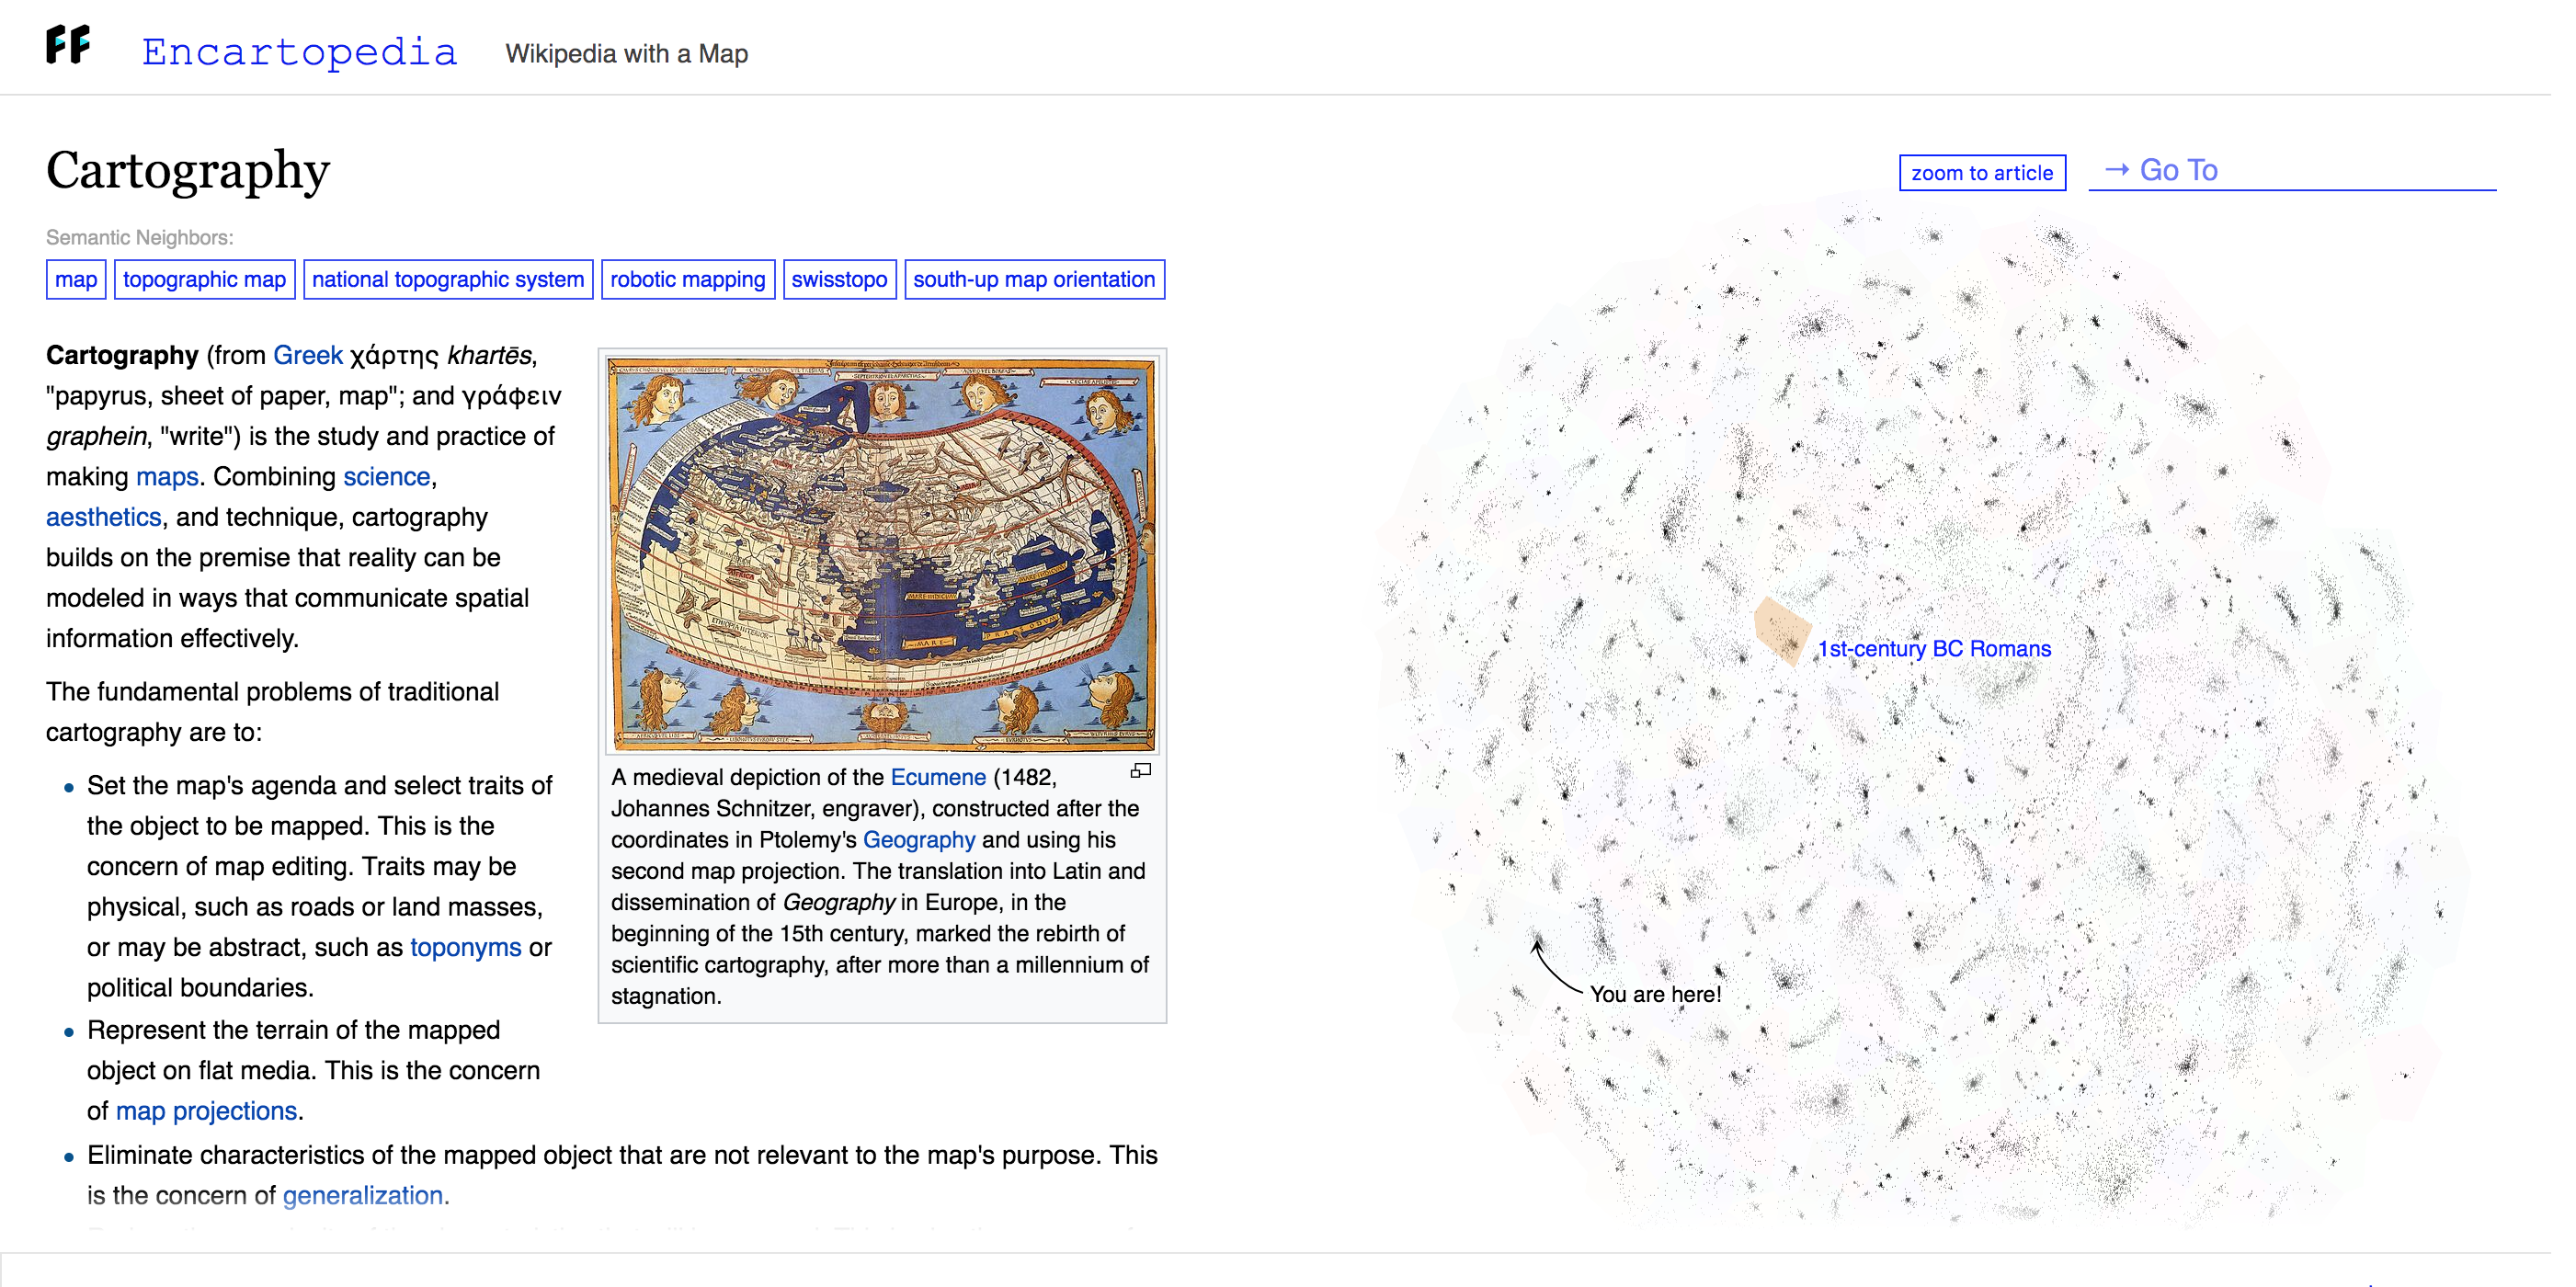 FF
Encartopedia
Wikipedia with a Map
Cartography
zoom to article
→ Go To
Semantic Neighbors:
map
topographic map
national topographic system
robotic mapping
swisstopo
south-up map orientation
Cartography (from Greek χάρτης khartēs,
"papyrus, sheet of paper, map"; and γράφειν
graphein, "write") is the study and practice of
making maps. Combining science,
aesthetics, and technique, cartography
builds on the premise that reality can be
modeled in ways that communicate spatial
information effectively.
The fundamental problems of traditional
cartography are to:
• Set the map's agenda and select traits of
the object to be mapped. This is the
concern of map editing. Traits may be
physical, such as roads or land masses,
or may be abstract, such as toponyms or
political boundaries.
• Represent the terrain of the mapped
object on flat media. This is the concern
of map projections.
• Eliminate characteristics of the mapped object that are not relevant to the map's purpose. This
is the concern of generalization.
A medieval depiction of the Ecumene (1482,
Johannes Schnitzer, engraver), constructed after the
coordinates in Ptolemy's Geography and using his
second map projection. The translation into Latin and
dissemination of Geography in Europe, in the
beginning of the 15th century, marked the rebirth of
scientific cartography, after more than a millennium of
stagnation.
1st-century BC Romans
You are here!